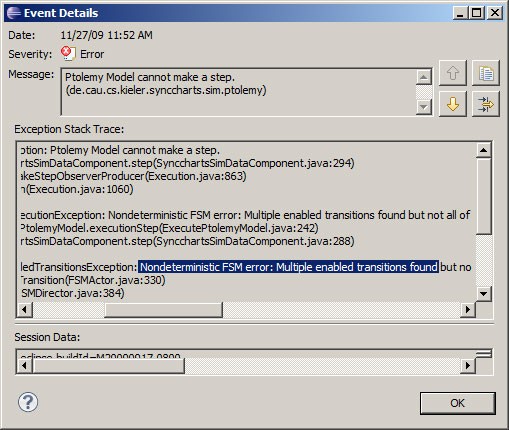 Event Details
Date: 11/27/09 11:52 AM
Severity: Error
Message: Ptolemy Model cannot make a step.
(de.cau.cs.kieler.synccharts.sim.ptolemy)
Exception Stack Trace:
ption: Ptolemy Model cannot make a step.
rtsSimDataComponent.step(SyncchartsSimDataComponent.java:294)
akeStepObserverProducer(Execution.java:863)
n(Execution.java:1060)
ecutionException: Nondeterministic FSM error: Multiple enabled transitions found but not all of
PtolemyModel.executionStep(ExecutePtolemyModel.java:242)
rtsSimDataComponent.step(SyncchartsSimDataComponent.java:288)
ledTransitionsException: Nondeterministic FSM error: Multiple enabled transitions found but no
Transition(FSMActor.java:330)
SMDirector.java:384)
Session Data:
eclipse.buildId=M20090917-0800
OK